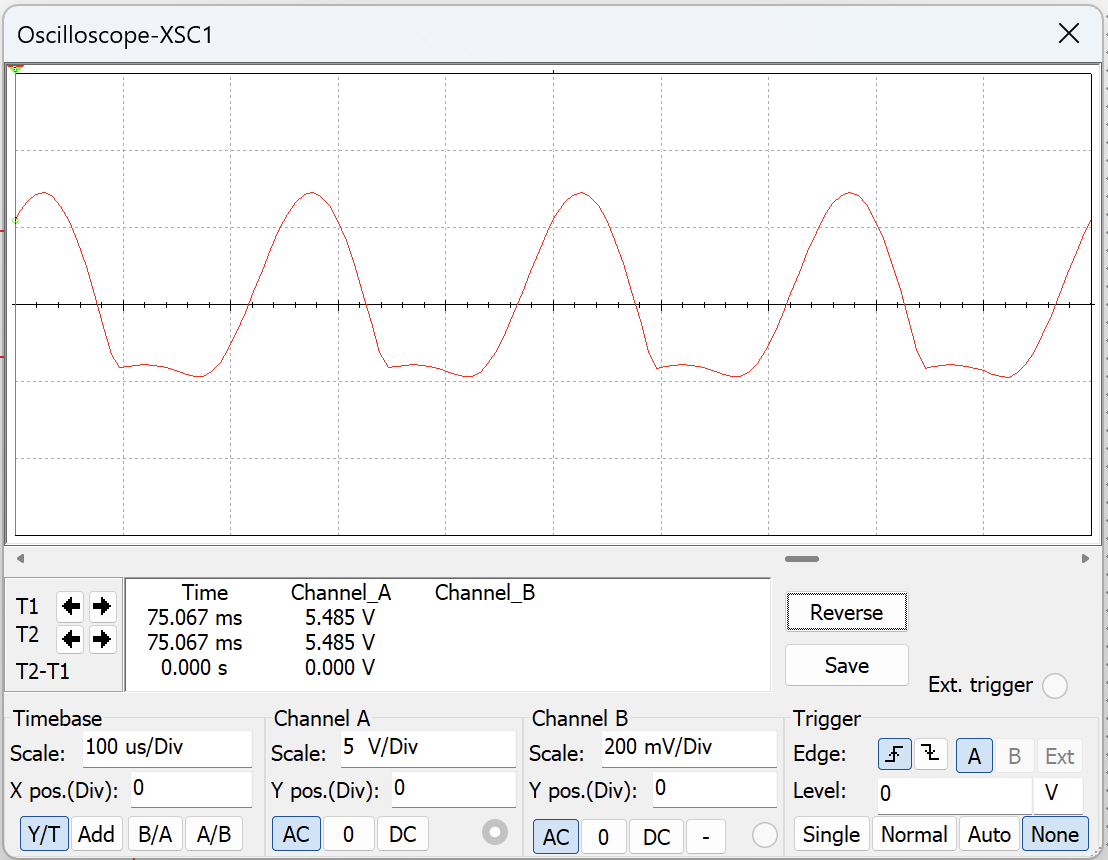 Oscilloscope-XSC1
Time Channel_A Channel_B
T1 75.067 ms 5.485 V
T2 75.067 ms 5.485 V
T2-T1 0.000 s 0.000 V
Reverse
Save
Ext. trigger
Timebase
Scale: 100 us/Div
X pos.(Div): 0
Y/T Add B/A A/B
Channel A
Scale: 5 V/Div
Y pos.(Div): 0
AC 0 DC
Channel B
Scale: 200 mV/Div
Y pos.(Div): 0
AC 0 DC -
Trigger
Edge: A B Ext
Level: 0 V
Single Normal Auto None